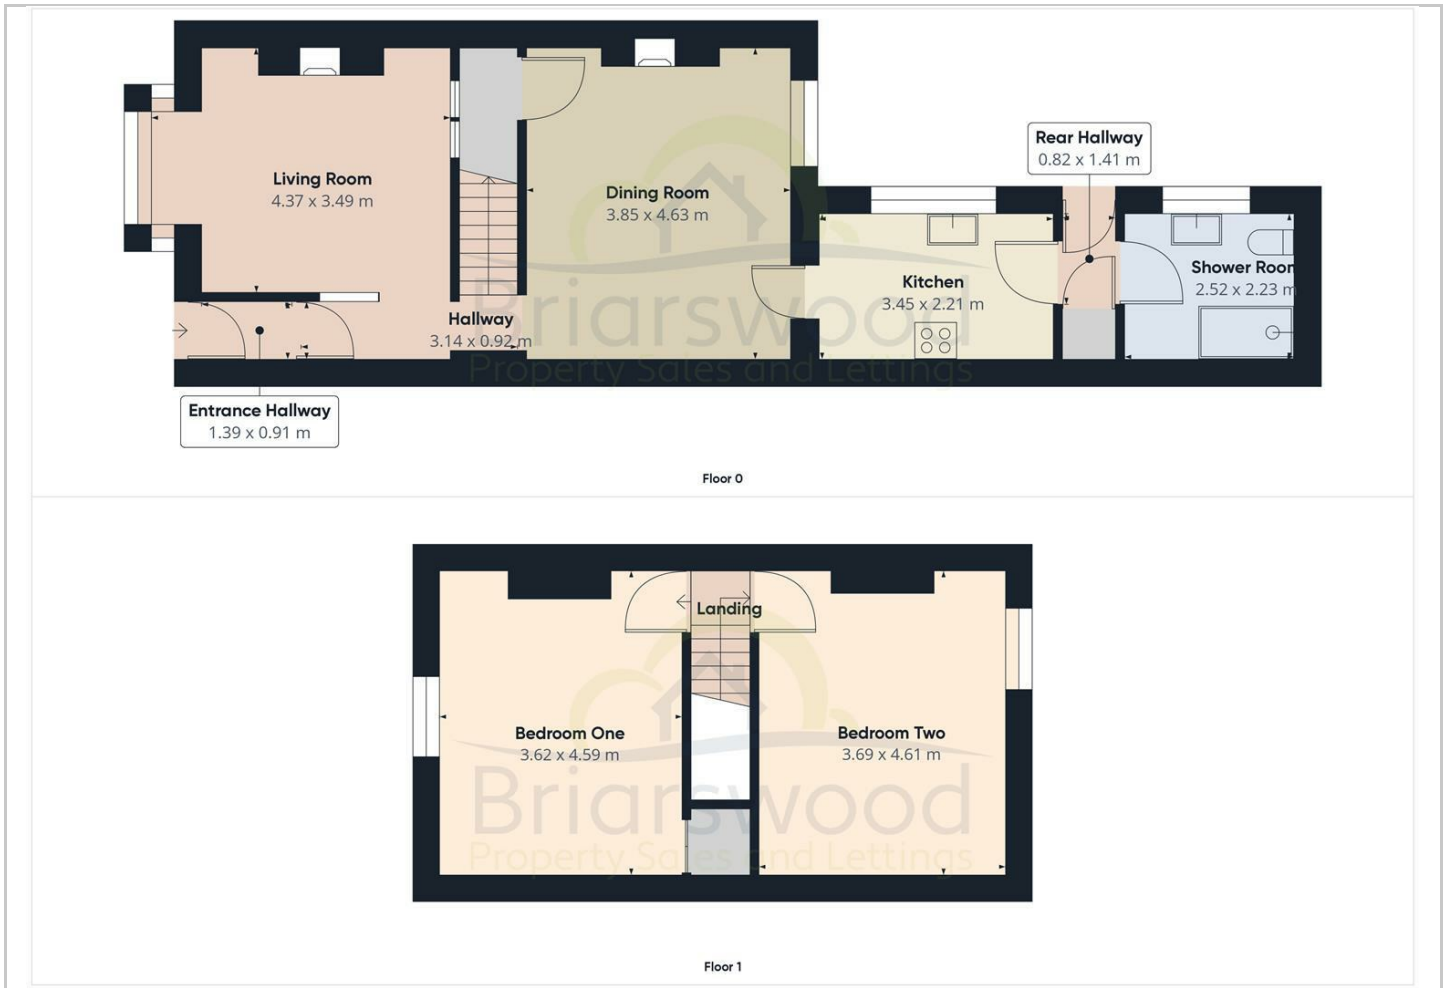 Living Room
4.37 x 3.49 m
Dining Room
3.85 x 4.63 m
Rear Hallway
0.82 x 1.41 m
Kitchen
3.45 x 2.21 m
Shower Room
2.52 x 2.23 m
Hallway
3.14 x 0.92 m
Entrance Hallway
1.39 x 0.91 m
Briarswood
Property Sales and Lettings
Floor 0
Landing
Bedroom One
3.62 x 4.59 m
Bedroom Two
3.69 x 4.61 m
Briarswood
Property Sales and Lettings
Floor 1